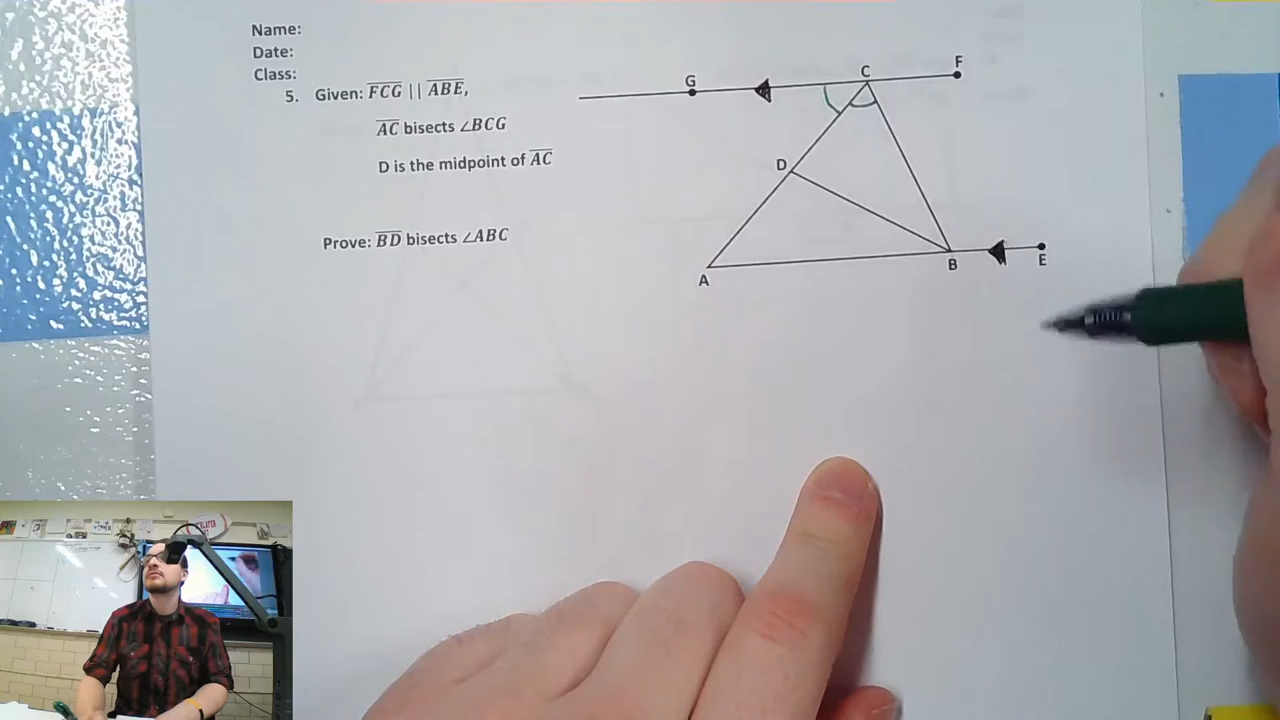 Name:
Date:
Class:
5. Given: FCG || ABE,
AC bisects ∠BCG
D is the midpoint of AC
Prove: BD bisects ∠ABC
G
C
F
D
A
B
E